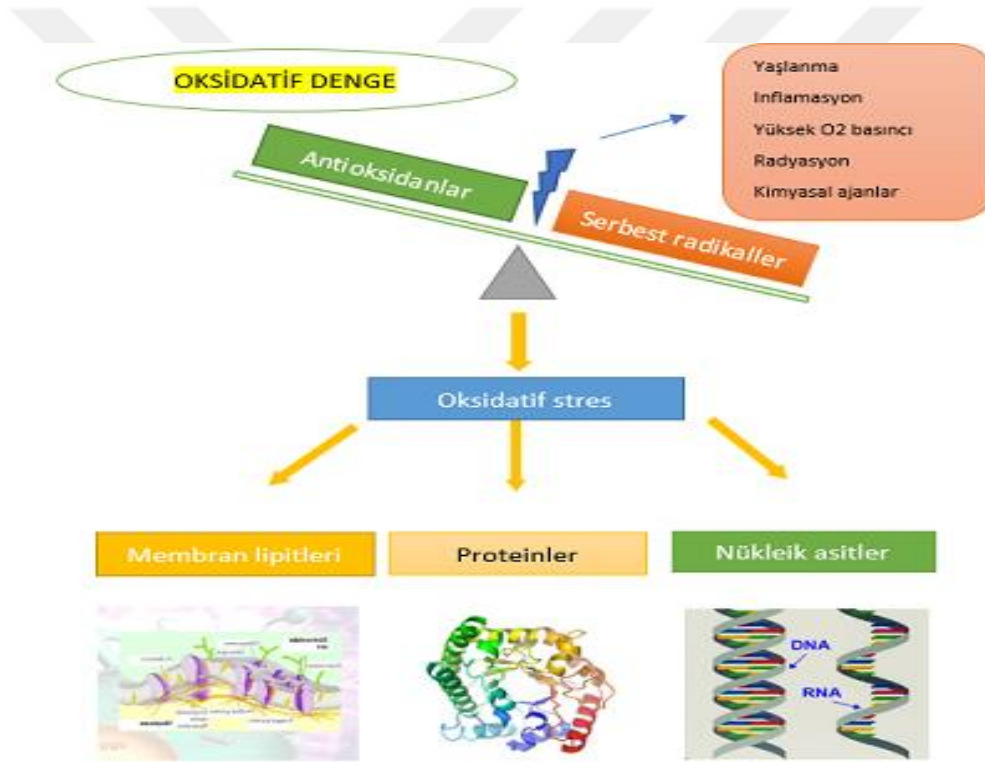 OKSİDATİF DENGE
Yaşlanma
Inflamasyon
Yüksek O2 basıncı
Radyasyon
Kimyasal ajanlar
Antioksidanlar
Serbest radikaller
Oksidatif stres
Membran lipitleri
Proteinler
Nükleik asitler
DNA
RNA